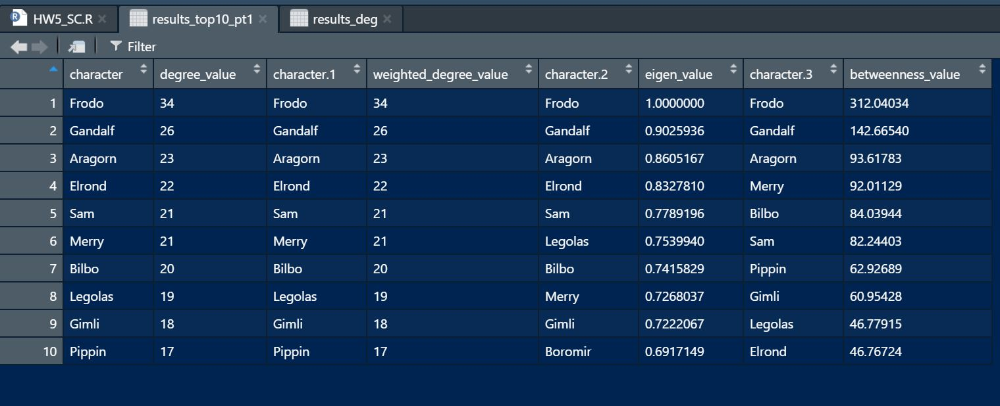 HW5_SC.R results_top10_pt1 results_deg
Filter
character degree_value character.1 weighted_degree_value character.2 eigen_value character.3 betweenness_value
1 Frodo 34 Frodo 34 Frodo 1.0000000 Frodo 312.04034
2 Gandalf 26 Gandalf 26 Gandalf 0.9025936 Gandalf 142.66540
3 Aragorn 23 Aragorn 23 Aragorn 0.8605167 Aragorn 93.61783
4 Elrond 22 Elrond 22 Elrond 0.8327810 Merry 92.01129
5 Sam 21 Sam 21 Sam 0.7789196 Bilbo 84.03944
6 Merry 21 Merry 21 Legolas 0.7539940 Sam 82.24403
7 Bilbo 20 Bilbo 20 Bilbo 0.7415829 Pippin 62.92689
8 Legolas 19 Legolas 19 Merry 0.7268037 Gimli 60.95428
9 Gimli 18 Gimli 18 Gimli 0.7222067 Legolas 46.77915
10 Pippin 17 Pippin 17 Boromir 0.6917149 Elrond 46.76724